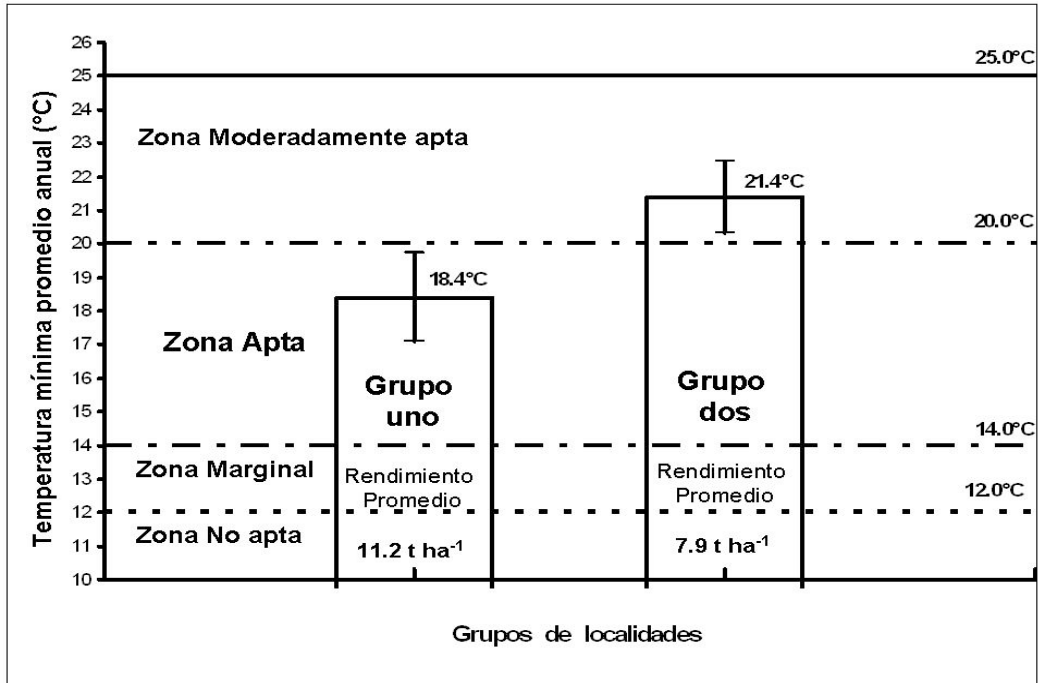 Temperatura mínima promedio anual (°C)
26
25
24
23
22
21
20
19
18
17
16
15
14
13
12
11
10
25.0°C
Zona Moderadamente apta
21.4°C
20.0°C
18.4°C
Zona Apta
Grupo
uno
Grupo
dos
14.0°C
Zona Marginal
Rendimiento
Promedio
Rendimiento
Promedio
12.0°C
Zona No apta
11.2 t ha⁻¹
7.9 t ha⁻¹
Grupos de localidades